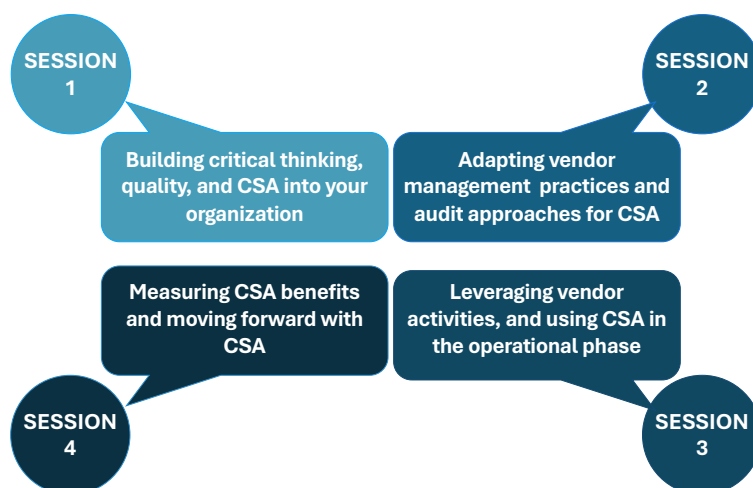 SESSION
1
Building critical thinking,
quality, and CSA into your
organization
SESSION
2
Adapting vendor
management practices and
audit approaches for CSA
SESSION
3
Leveraging vendor
activities, and using CSA in
the operational phase
SESSION
4
Measuring CSA benefits
and moving forward with
CSA